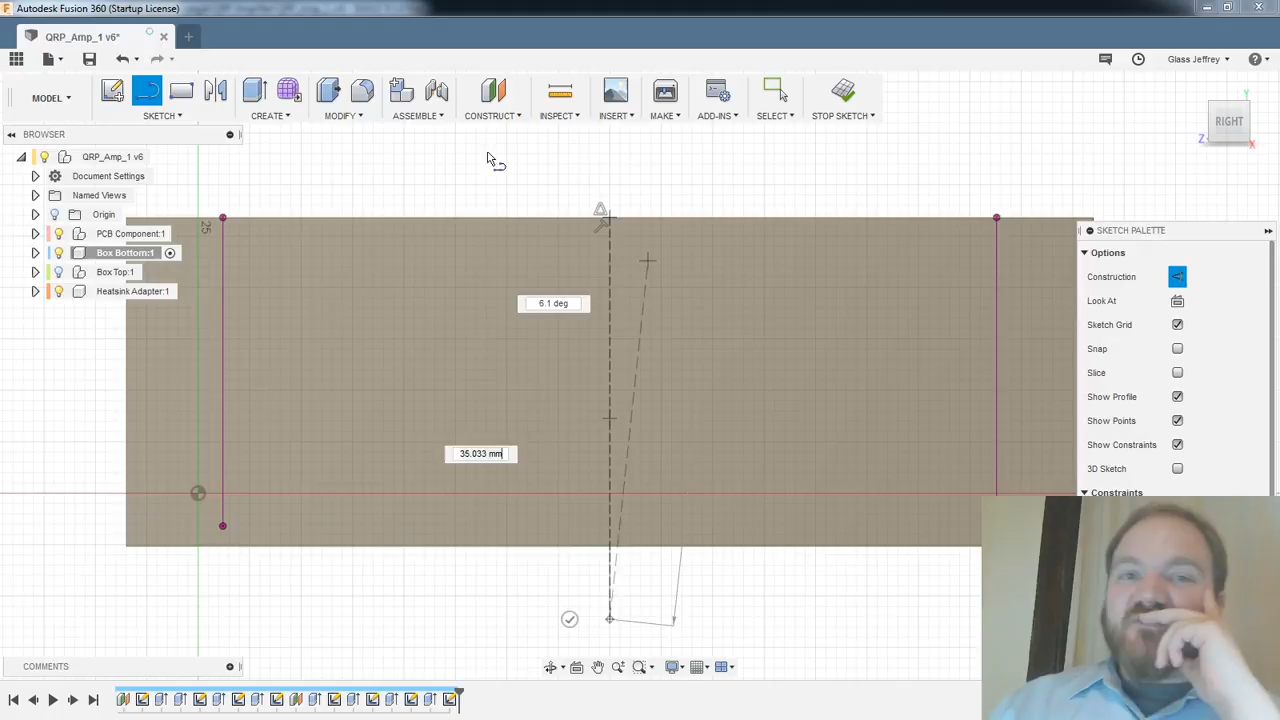 Autodesk Fusion 360 (Startup License)
QRP_Amp_1 v6*
Glass Jeffrey
MODEL
SKETCH
CREATE
MODIFY
ASSEMBLE
CONSTRUCT
INSPECT
INSERT
MAKE
ADD-INS
SELECT
STOP SKETCH
BROWSER
QRP_Amp_1 v6
Document Settings
Named Views
Origin
PCB Component:1
Box Bottom:1
Box Top:1
Heatsink Adapter:1
25
6.1 deg
35.033 mm
RIGHT
Y
Z
X
SKETCH PALETTE
Options
Construction
Look At
Sketch Grid
Snap
Slice
Show Profile
Show Points
Show Constraints
3D Sketch
Constraints
COMMENTS